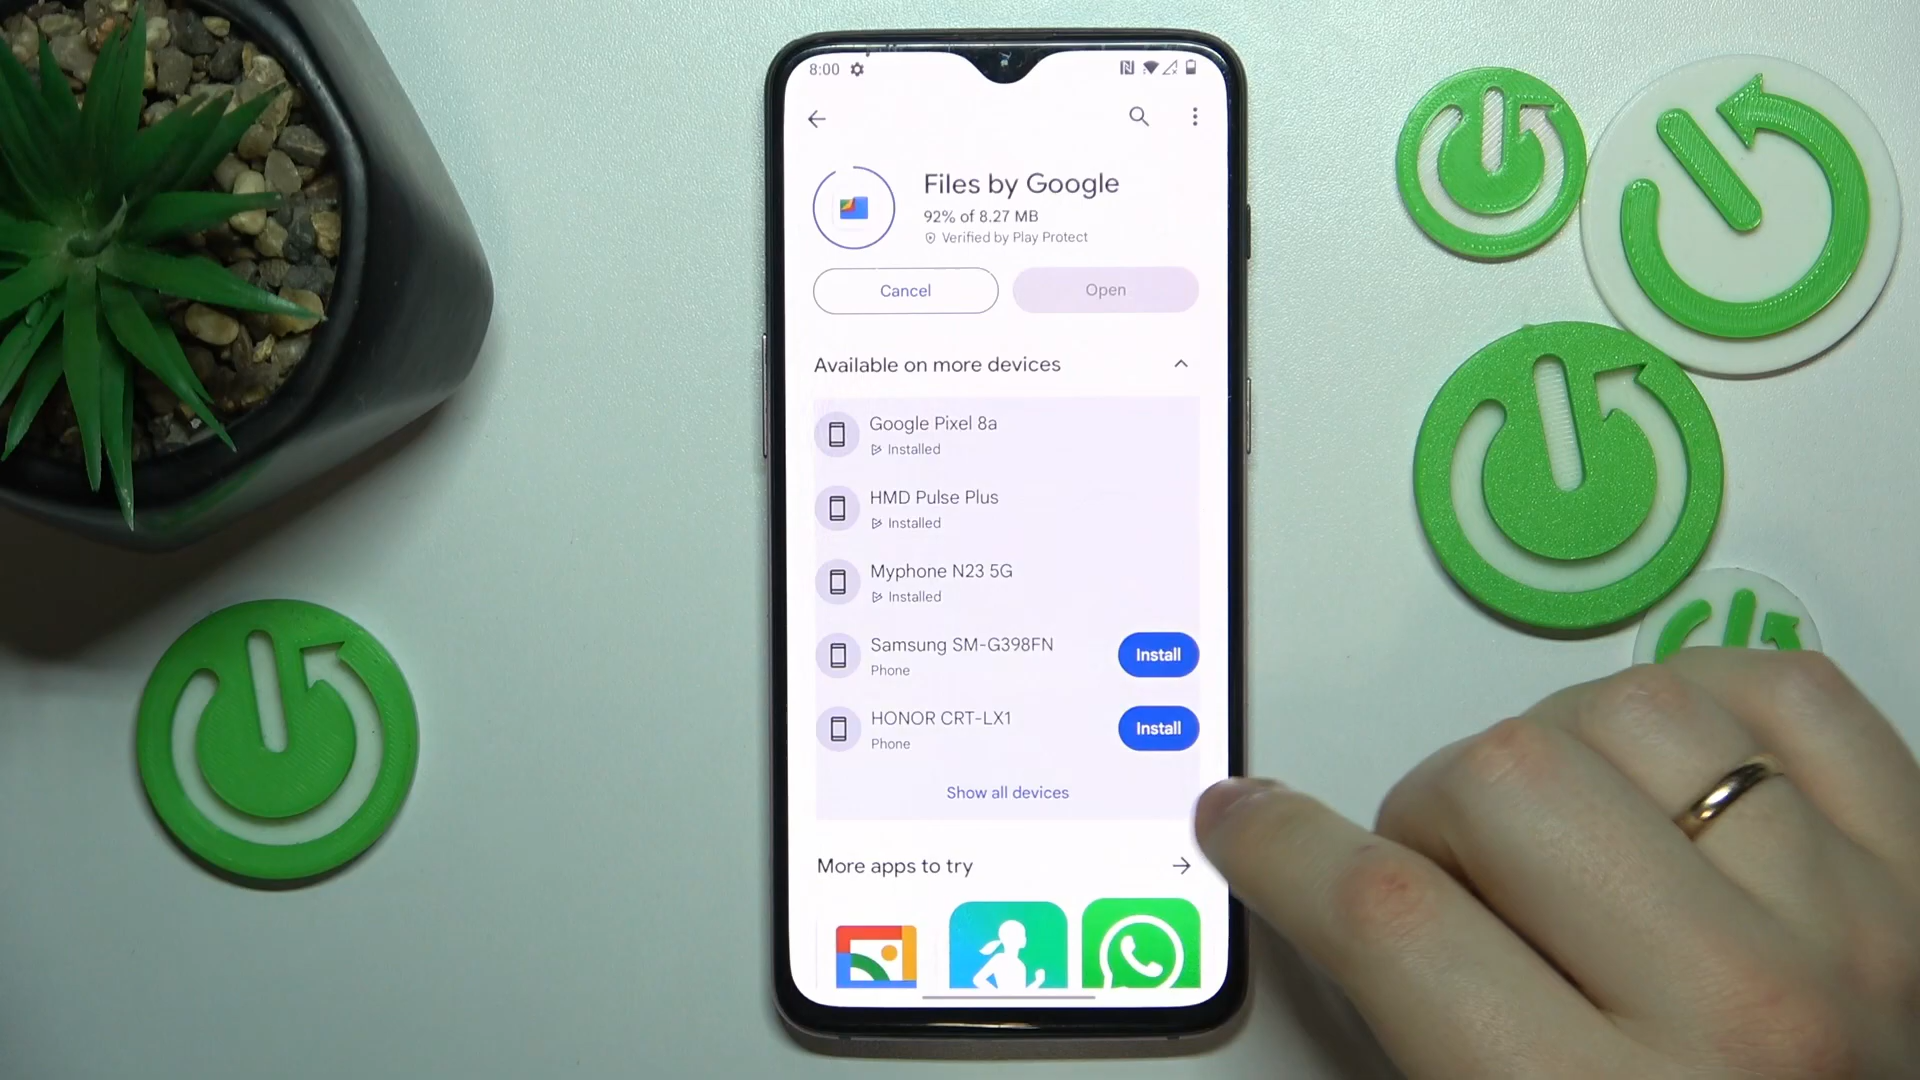 8:00
Files by Google
92% of 8.27 MB
Verified by Play Protect
Cancel
Open
Available on more devices
Google Pixel 8a
Installed
HMD Pulse Plus
Installed
Myphone N23 5G
Installed
Samsung SM-G398FN
Phone
Install
HONOR CRT-LX1
Phone
Install
Show all devices
More apps to try